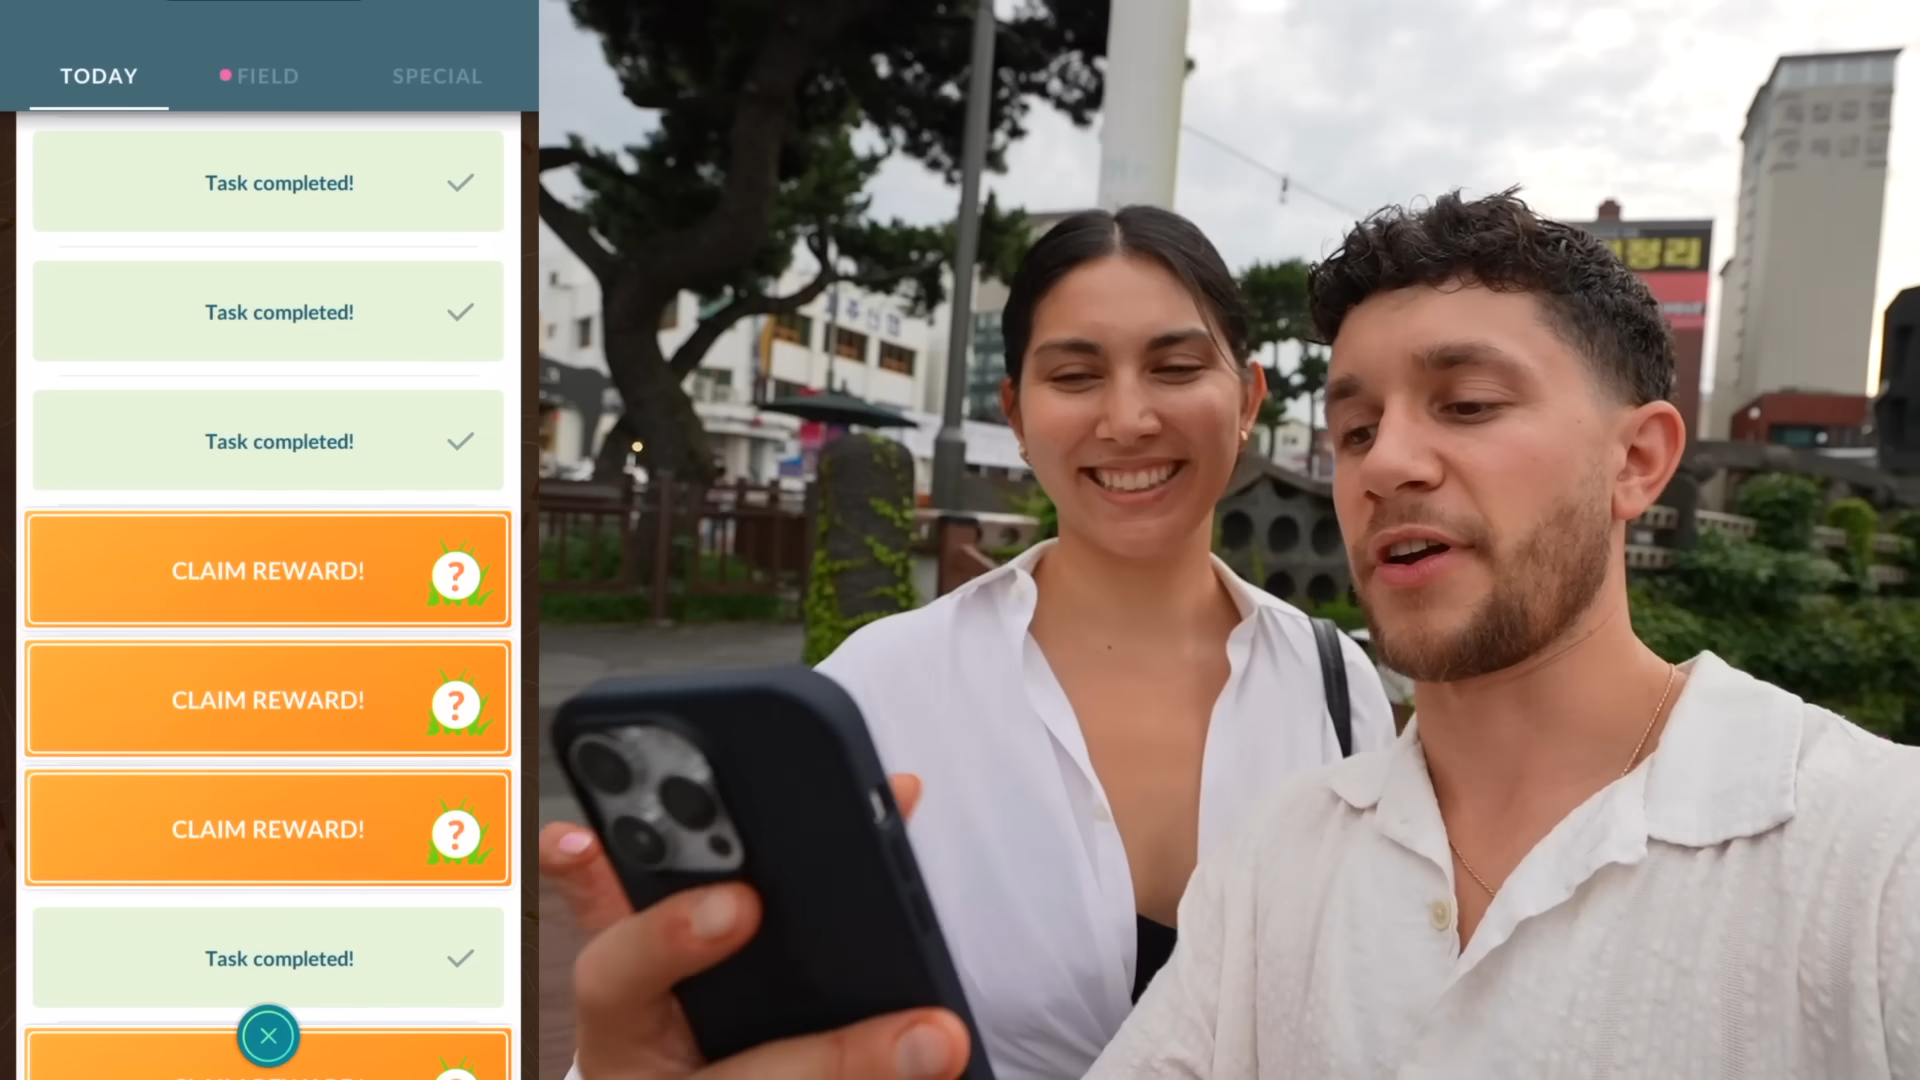 TODAY
FIELD
SPECIAL
Task completed!
Task completed!
Task completed!
CLAIM REWARD!
?
CLAIM REWARD!
?
CLAIM REWARD!
?
Task completed!